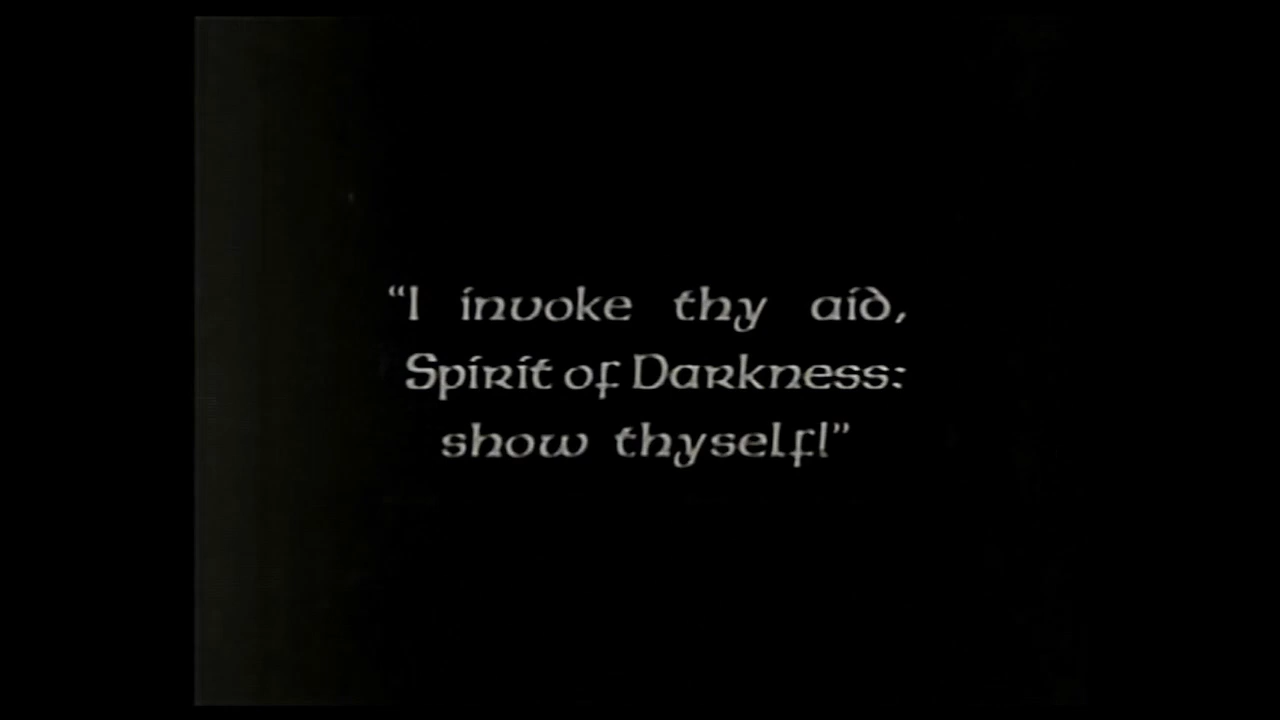 “I invoke thy aid,
Spirit of Darkness:
show thyself!”